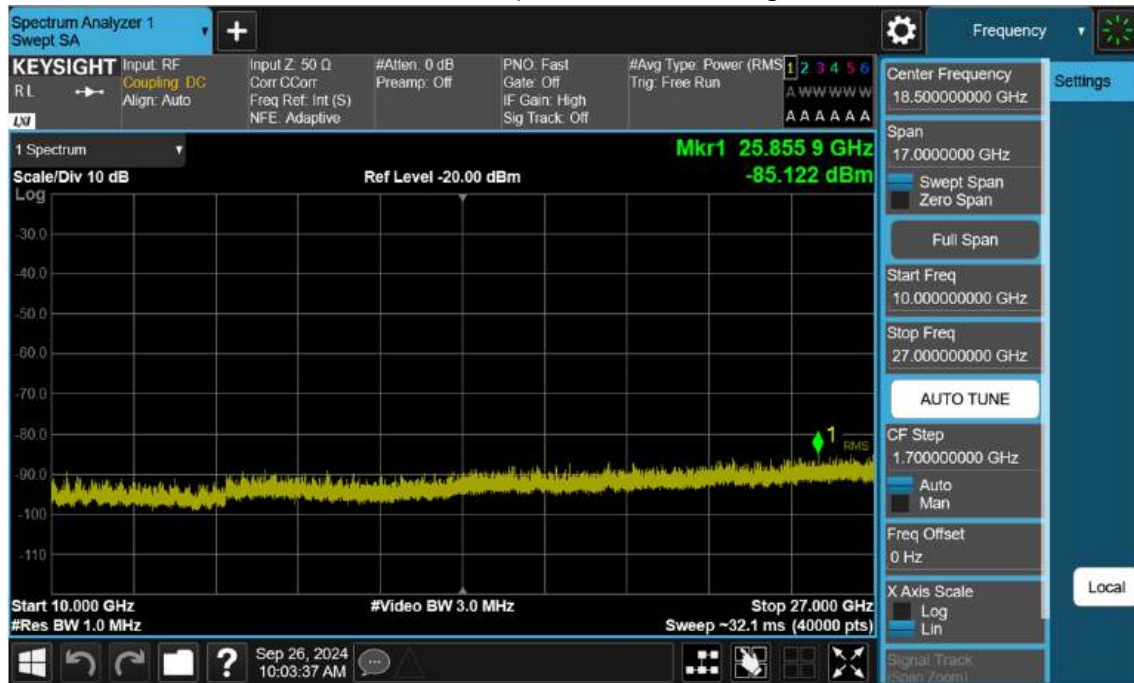 Spectrum Analyzer 1
Swept SA
Frequency
KEYSIGHT
RL
LXI
Input: RF
Coupling: DC
Align: Auto
Input Z: 50 Ω
Corr CCorr
Freq Ref: Int (S)
NFE: Adaptive
#Atten: 0 dB
Preamp: Off
PNO: Fast
Gate: Off
IF Gain: High
Sig Track: Off
#Avg Type: Power (RMS
Trig: Free Run
1 2 3 4 5 6
A W W W W W
A A A A A A
1 Spectrum
Scale/Div 10 dB
Ref Level -20.00 dBm
Mkr1 25.855 9 GHz
-85.122 dBm
Log
-30.0
-40.0
-50.0
-60.0
-70.0
-80.0
-90.0
-100
-110
1
RMS
Start 10.000 GHz
#Video BW 3.0 MHz
Stop 27.000 GHz
#Res BW 1.0 MHz
Sweep ~32.1 ms (40000 pts)
Sep 26, 2024
10:03:37 AM
Center Frequency
18.500000000 GHz
Span
17.0000000 GHz
Swept Span
Zero Span
Full Span
Start Freq
10.000000000 GHz
Stop Freq
27.000000000 GHz
AUTO TUNE
CF Step
1.700000000 GHz
Auto
Man
Freq Offset
0 Hz
X Axis Scale
Log
Lin
Signal Track
(Span Zoom)
Settings
Local